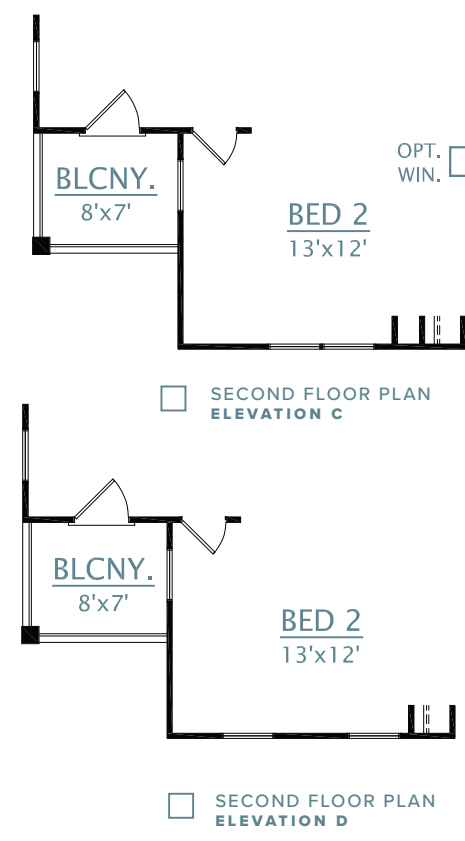 OPT.
WIN.
BLCNY.
8'x7'
BED 2
13'x12'
SECOND FLOOR PLAN
ELEVATION C
BLCNY.
8'x7'
BED 2
13'x12'
SECOND FLOOR PLAN
ELEVATION D